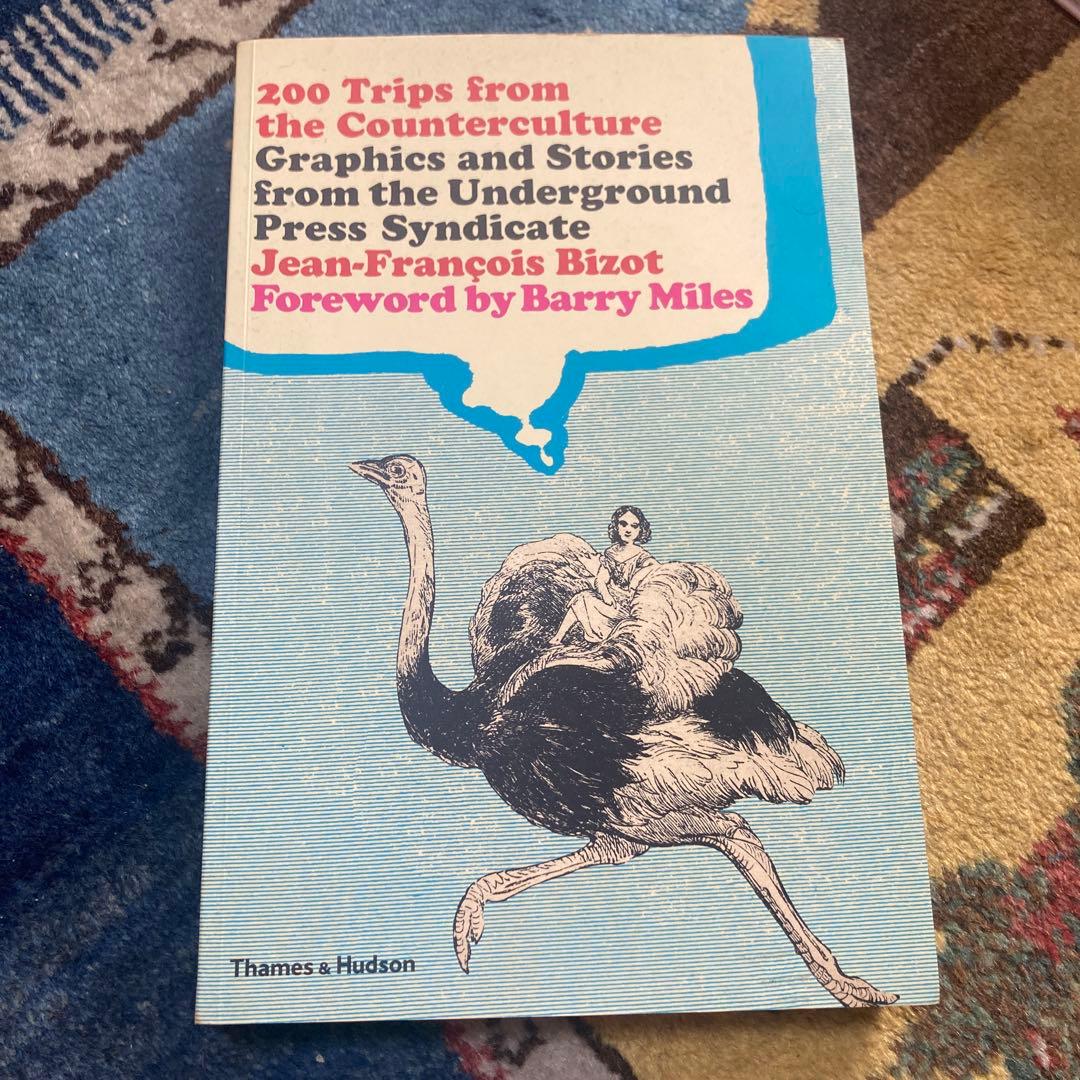 200 Trips from
the Counterculture
Graphics and Stories
from the Underground
Press Syndicate
Jean-François Bizot
Foreword by Barry Miles
Thames & Hudson